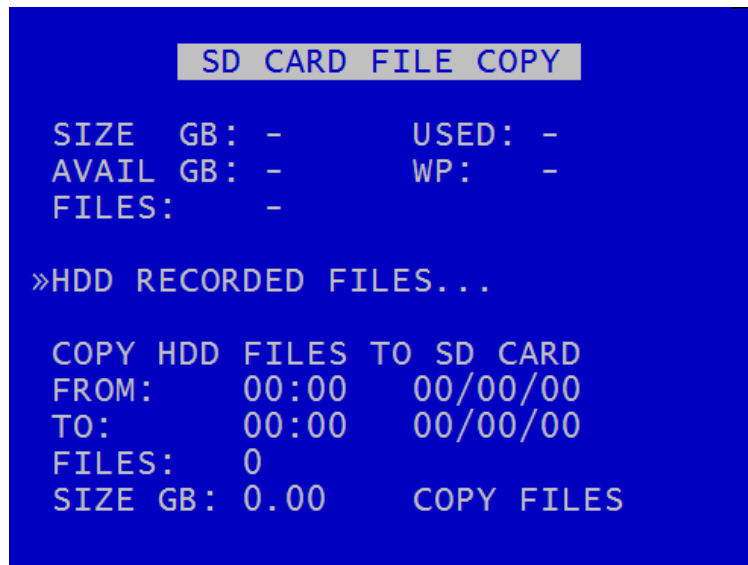 SD CARD FILE COPY
SIZE  GB: -      USED: -
AVAIL GB: -      WP:   -
FILES:    -
»HDD RECORDED FILES...
COPY HDD FILES TO SD CARD
FROM:    00:00   00/00/00
TO:      00:00   00/00/00
FILES:   0
SIZE GB: 0.00    COPY FILES